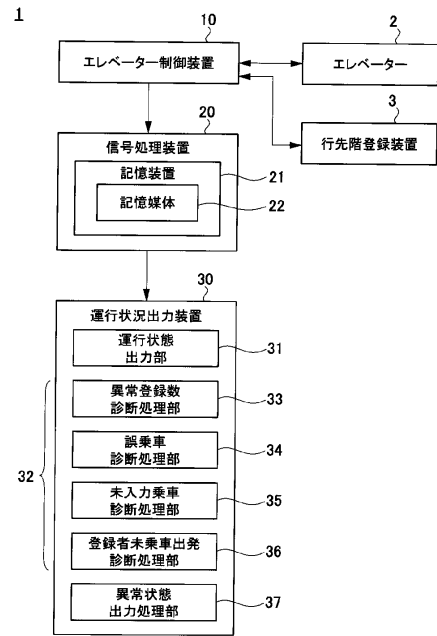 1
10
エレベーター制御装置
2
エレベーター
3
行先階登録装置
20
信号処理装置
記憶装置
21
記憶媒体
22
30
運行状況出力装置
運行状態
出力部
31
32
異常登録数
診断処理部
33
誤乗車
診断処理部
34
未入力乗車
診断処理部
35
登録者未乗車出発
診断処理部
36
異常状態
出力処理部
37